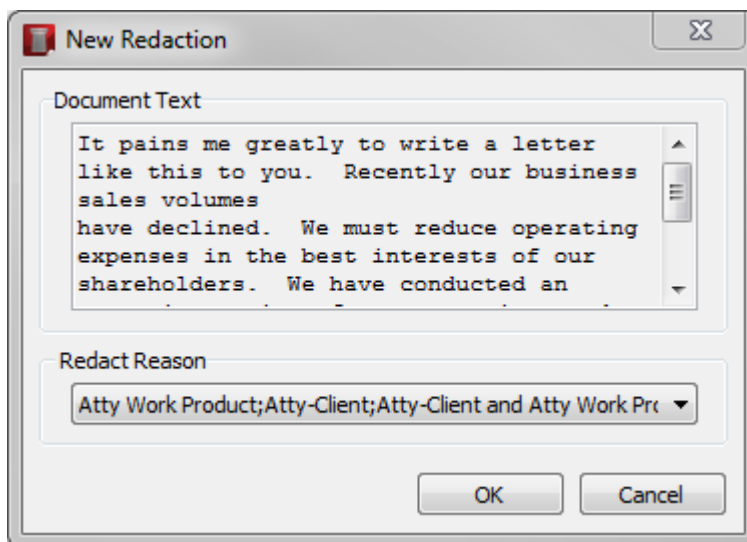 New Redaction
Document Text
It pains me greatly to write a letter
like this to you.  Recently our business
sales volumes
have declined.  We must reduce operating
expenses in the best interests of our
shareholders.  We have conducted an
Redact Reason
Atty Work Product;Atty-Client;Atty-Client and Atty Work Pr
OK
Cancel